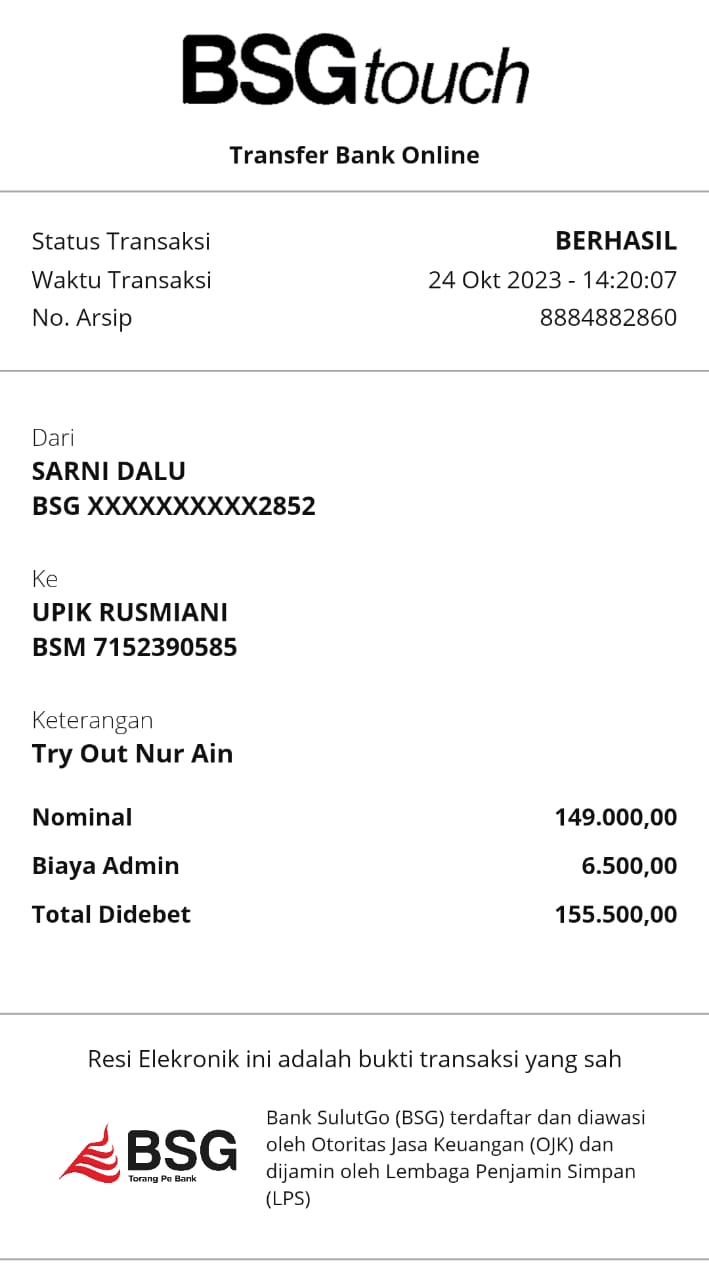 BSGtouch
Transfer Bank Online
Status Transaksi BERHASIL
Waktu Transaksi 24 Okt 2023 - 14:20:07
No. Arsip 8884882860
Dari
SARNI DALU
BSG XXXXXXXXXX2852
Ke
UPIK RUSMIANI
BSM 7152390585
Keterangan
Try Out Nur Ain
Nominal 149.000,00
Biaya Admin 6.500,00
Total Didebet 155.500,00
Resi Elekronik ini adalah bukti transaksi yang sah
BSG
Torang Pe Bank
Bank SulutGo (BSG) terdaftar dan diawasi
oleh Otoritas Jasa Keuangan (OJK) dan
dijamin oleh Lembaga Penjamin Simpan
(LPS)